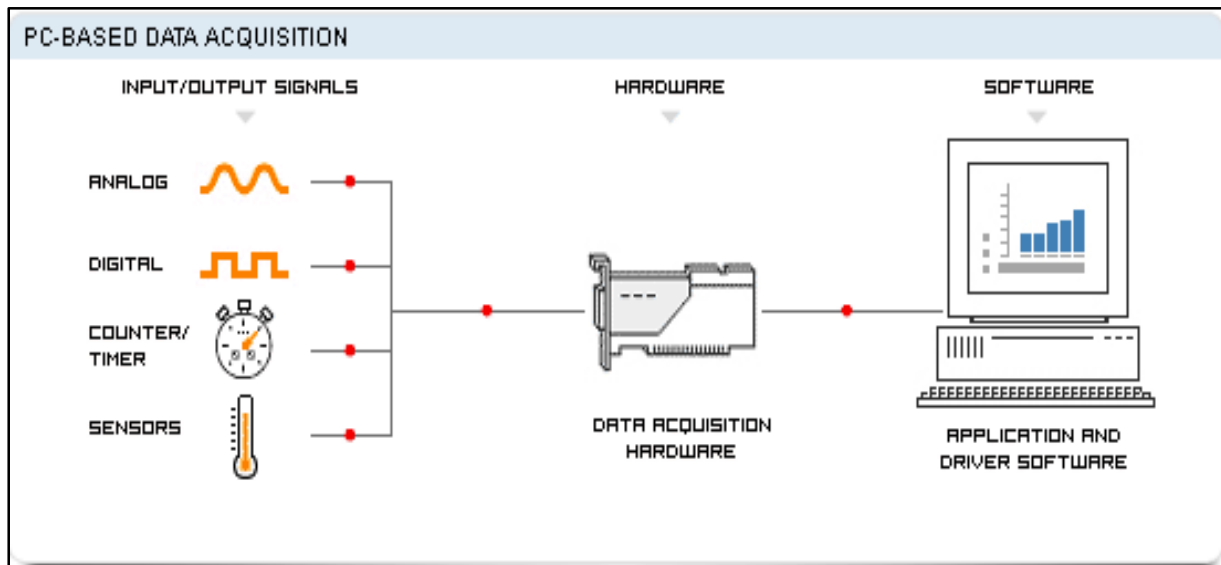 PC-BASED DATA ACQUISITION
INPUT/OUTPUT SIGNALS
HARDWARE
SOFTWARE
ANALOG
DIGITAL
COUNTER/
TIMER
SENSORS
DATA ACQUISITION
HARDWARE
APPLICATION AND
DRIVER SOFTWARE